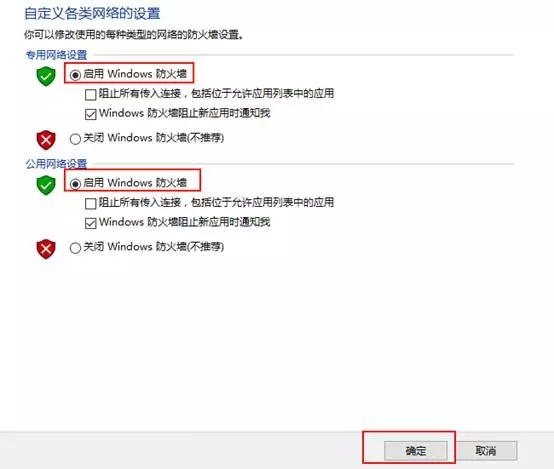 自定义各类网络的设置
你可以修改使用的每种类型的网络的防火墙设置。
专用网络设置
启用 Windows 防火墙
阻止所有传入连接，包括位于允许应用列表中的应用
Windows 防火墙阻止新应用时通知我
关闭 Windows 防火墙(不推荐)
公用网络设置
启用 Windows 防火墙
阻止所有传入连接，包括位于允许应用列表中的应用
Windows 防火墙阻止新应用时通知我
关闭 Windows 防火墙(不推荐)
确定 取消